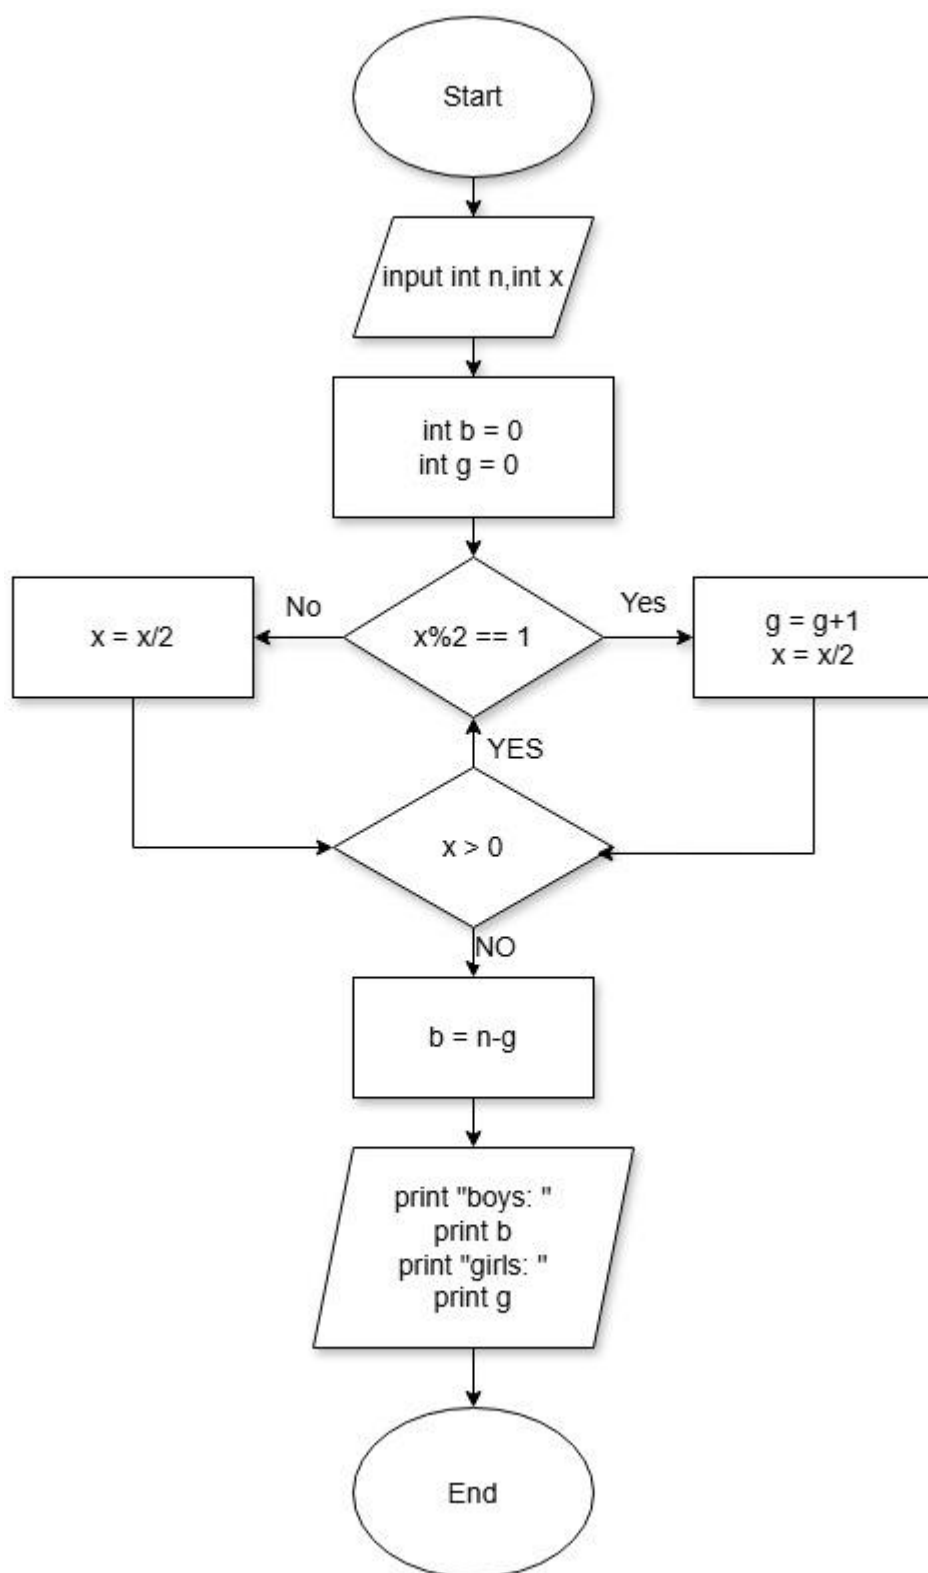 Start
input int n,int x
int b = 0
int g = 0
No
x%2 == 1
Yes
x = x/2
g = g+1
x = x/2
YES
x > 0
NO
b = n-g
print "boys: "
print b
print "girls: "
print g
End